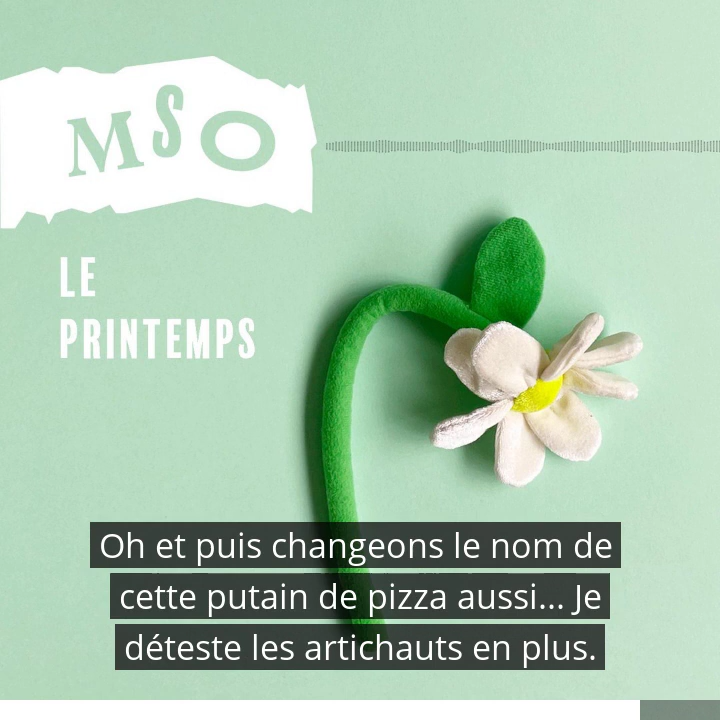 MSO
LE
PRINTEMPS
Oh et puis changeons le nom de
cette putain de pizza aussi... Je
déteste les artichauts en plus.